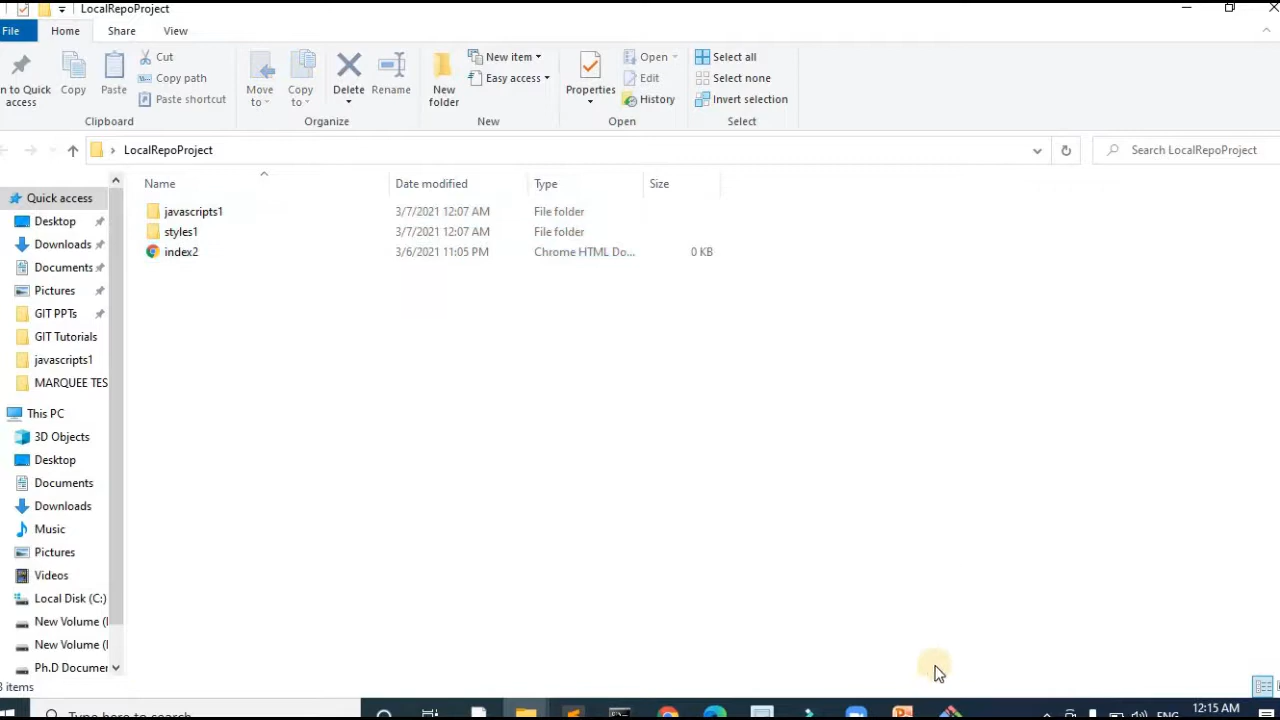 LocalRepoProject
File Home Share View
n to Quick access
Copy
Paste
Cut
Copy path
Paste shortcut
Clipboard
Move to
Copy to
Delete
Rename
Organize
New folder
New item
Easy access
New
Properties
Open
Edit
History
Open
Select all
Select none
Invert selection
Select
LocalRepoProject
Search LocalRepoProject
Name Date modified Type Size
javascripts1 3/7/2021 12:07 AM File folder
styles1 3/7/2021 12:07 AM File folder
index2 3/6/2021 11:05 PM Chrome HTML Do... 0 KB
Quick access
Desktop
Downloads
Documents
Pictures
GIT PPTs
GIT Tutorials
javascripts1
MARQUEE TES
This PC
3D Objects
Desktop
Documents
Downloads
Music
Pictures
Videos
Local Disk (C:)
New Volume (
New Volume (
Ph.D Documer
3 items
Type here to search
ENG
12:15 AM